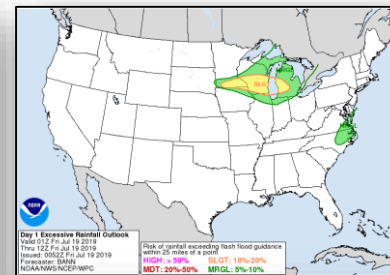 SLGT
NOAA
Day 1 Excessive Rainfall Outlook
Valid 01Z Fri Jul 19 2019
Thru 12Z Fri Jul 19 2019
Issued: 0052Z Fri Jul 19 2019
Forecaster: BANN
NOAA/NWS/NCEP/WPC
Risk of rainfall exceeding flash flood guidance
within 25 miles of a point
HIGH: > 50% SLGT: 10%-20%
MDT: 20%-50% MRGL: 5%-10%